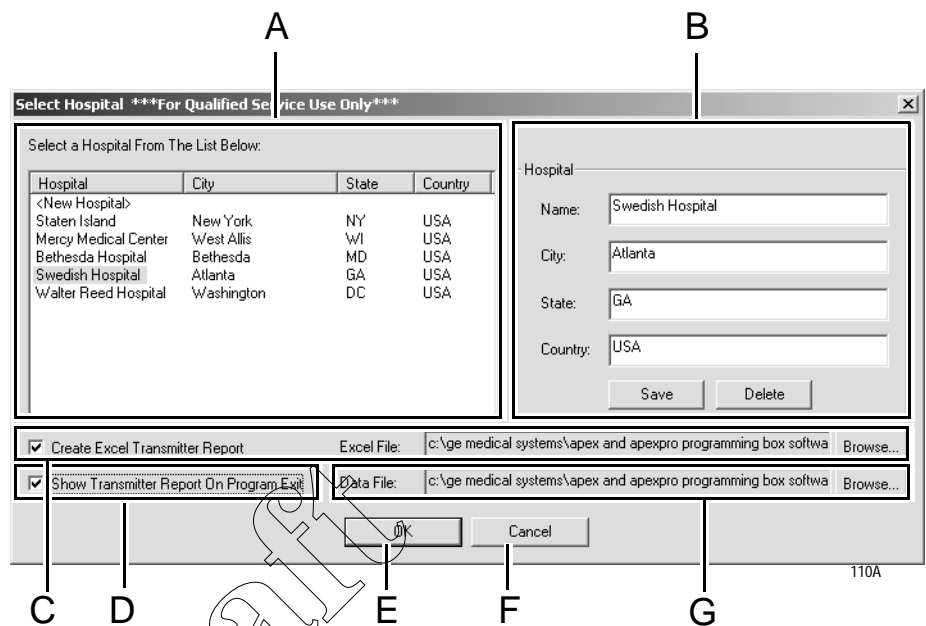 A B
Select Hospital ***For Qualified Service Use Only***
Select a Hospital From The List Below:
Hospital City State Country
<New Hospital>
Staten Island New York NY USA
Mercy Medical Center West Allis WI USA
Bethesda Hospital Bethesda MD USA
Swedish Hospital Atlanta GA USA
Walter Reed Hospital Washington DC USA
Hospital
Name: Swedish Hospital
City: Atlanta
State: GA
Country: USA
Save Delete
Create Excel Transmitter Report Excel File: c:\ge medical systems\apex and apexpro programming box softwa Browse...
Show Transmitter Report On Program Exit Data File: c:\ge medical systems\apex and apexpro programming box softwa Browse...
OK Cancel
110A
C D E F G